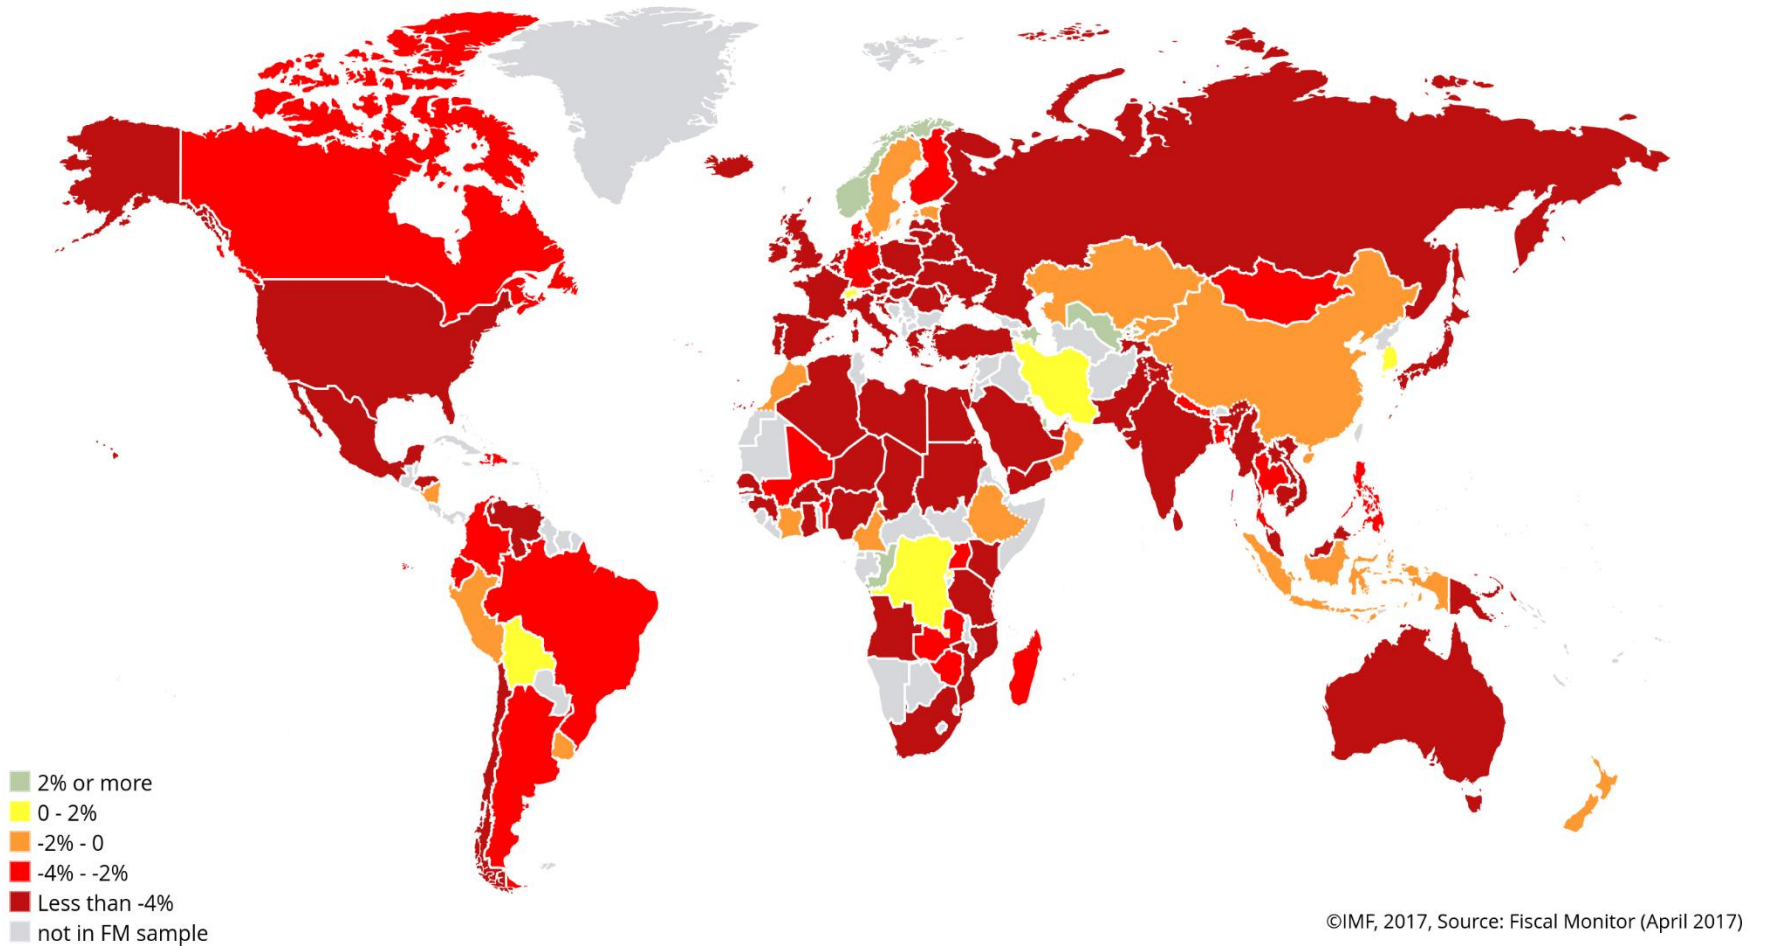 2% or more
0 - 2%
-2% - 0
-4% - -2%
Less than -4%
not in FM sample
©IMF, 2017, Source: Fiscal Monitor (April 2017)